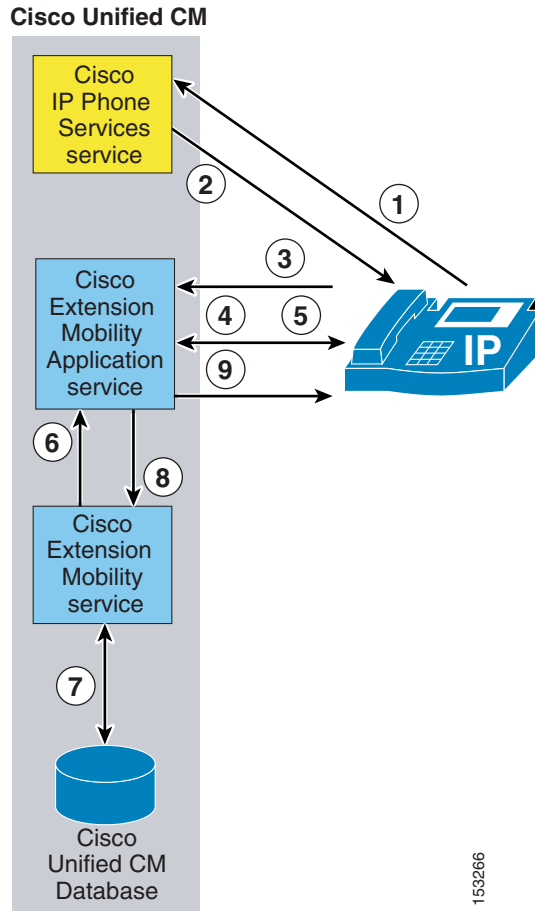 Cisco Unified CM
Cisco
IP Phone
Services
service
1
2
3
Cisco
Extension
Mobility
Application
service
4
5
IP
9
6
8
Cisco
Extension
Mobility
service
7
Cisco
Unified CM
Database
153266